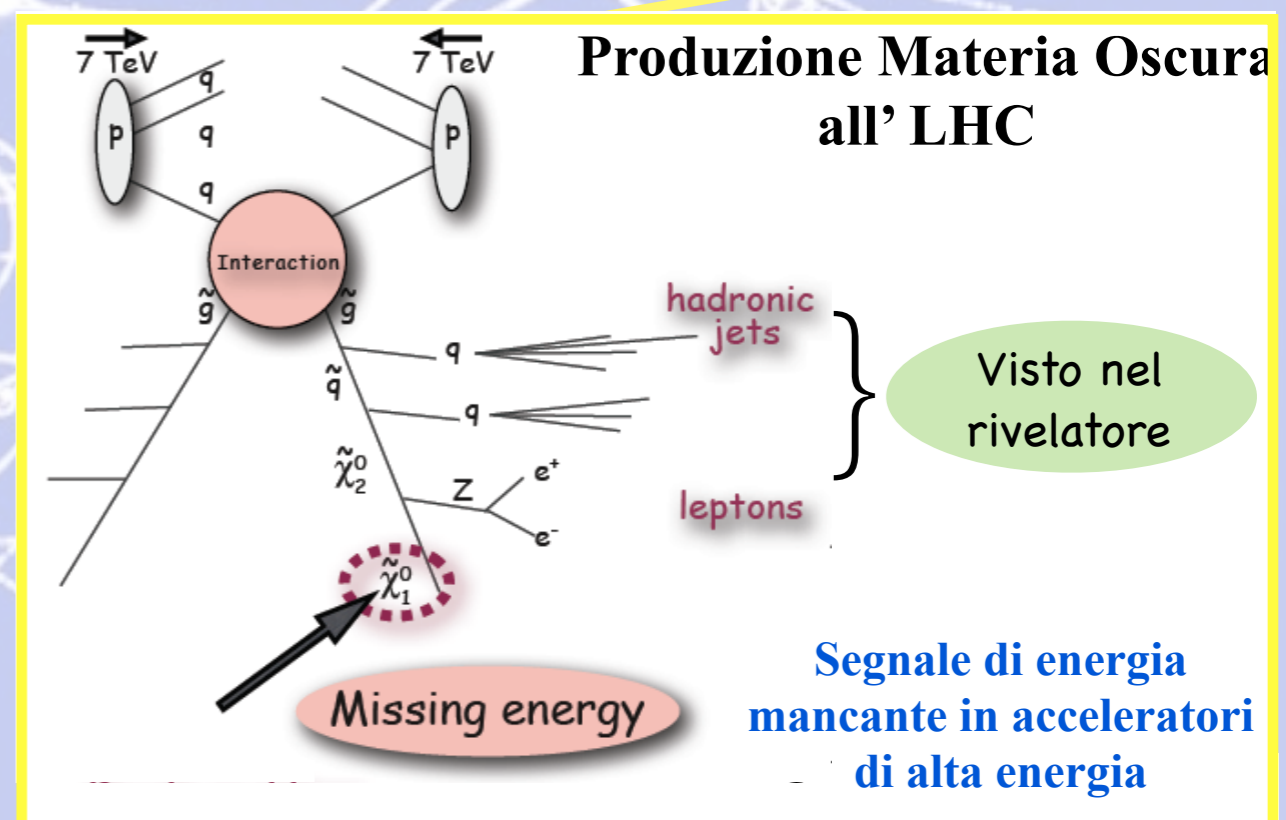 7 TeV
7 TeV
Produzione Materia Oscura
all’ LHC
q
p
q
p
q
Interaction
g̃
g̃
hadronic
jets
q
q̃
q
Visto nel
rivelatore
χ̃⁰₂
Z
e⁺
e⁻
leptons
χ̃⁰₁
Missing energy
Segnale di energia
mancante in acceleratori
di alta energia